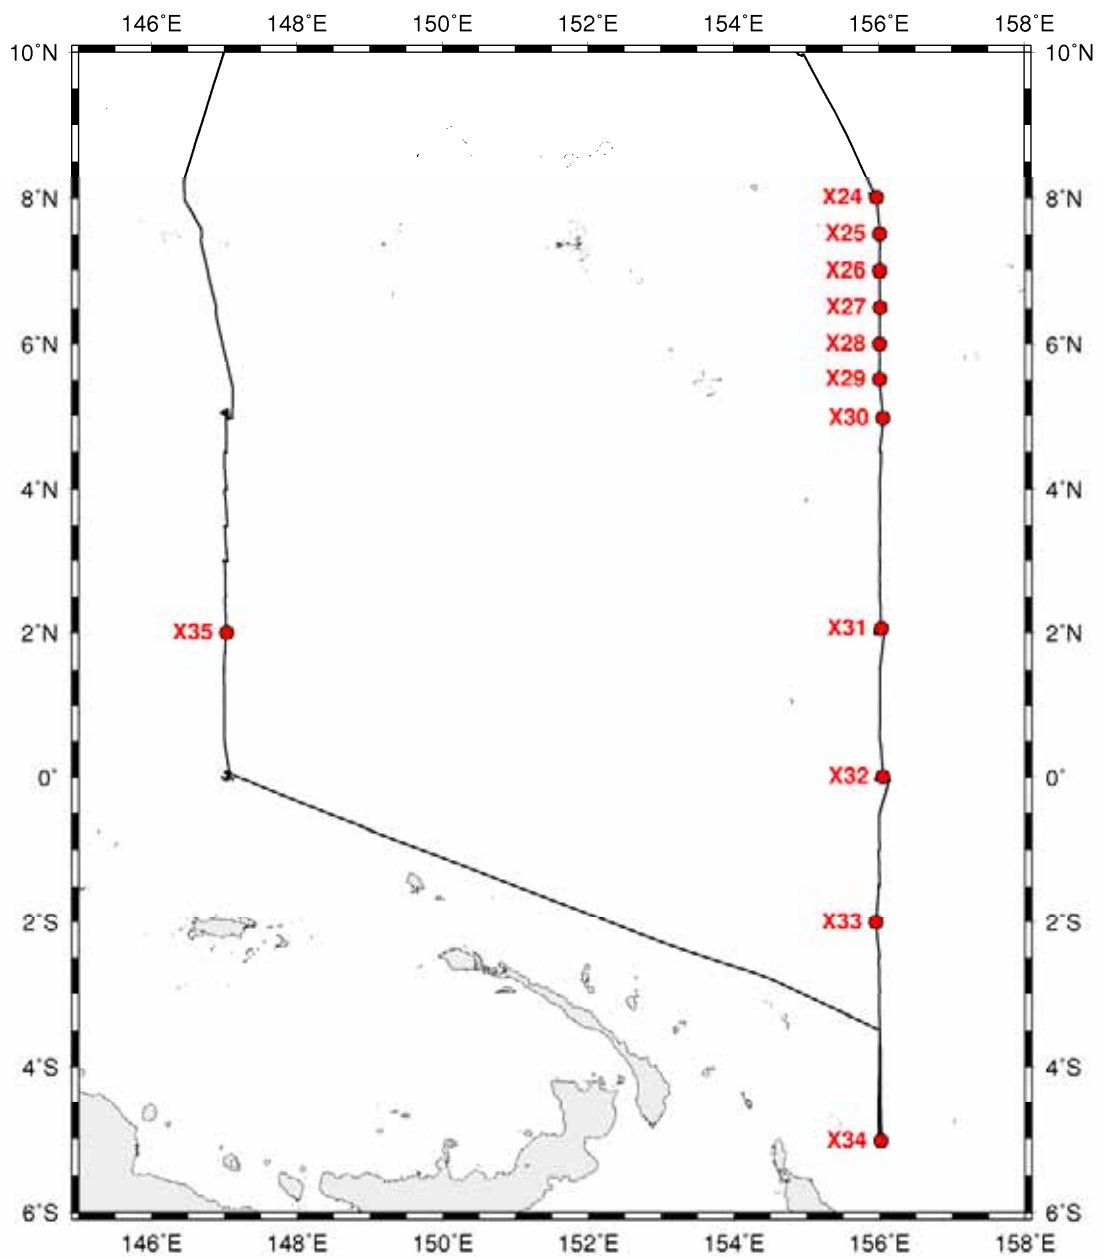 146˚E 148˚E 150˚E 152˚E 154˚E 156˚E 158˚E
10˚N 10˚N
8˚N X24 8˚N
X25
X26
X27
6˚N X28 6˚N
X29
X30
4˚N 4˚N
X35 2˚N X31 2˚N
0˚ X32 0˚
2˚S X33 2˚S
4˚S 4˚S
X34
6˚S 6˚S
146˚E 148˚E 150˚E 152˚E 154˚E 156˚E 158˚E